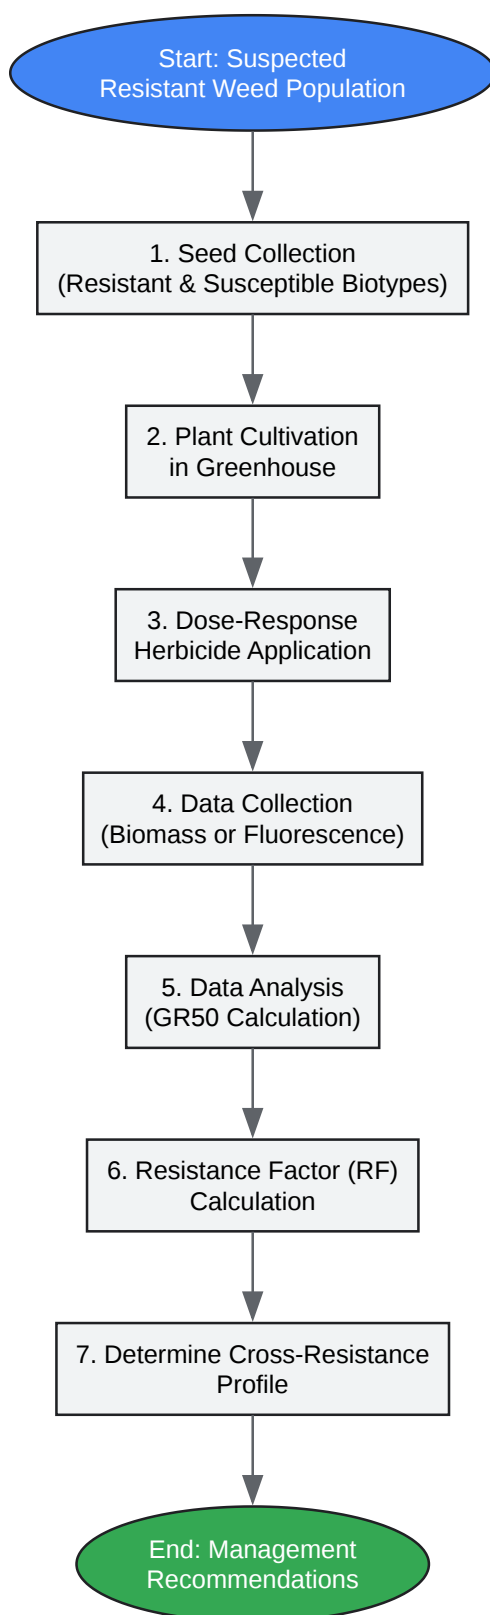 Start: Suspected
Resistant Weed Population
1. Seed Collection
(Resistant & Susceptible Biotypes)
2. Plant Cultivation
in Greenhouse
3. Dose-Response
Herbicide Application
4. Data Collection
(Biomass or Fluorescence)
5. Data Analysis
(GR50 Calculation)
6. Resistance Factor (RF)
Calculation
7. Determine Cross-Resistance
Profile
End: Management
Recommendations